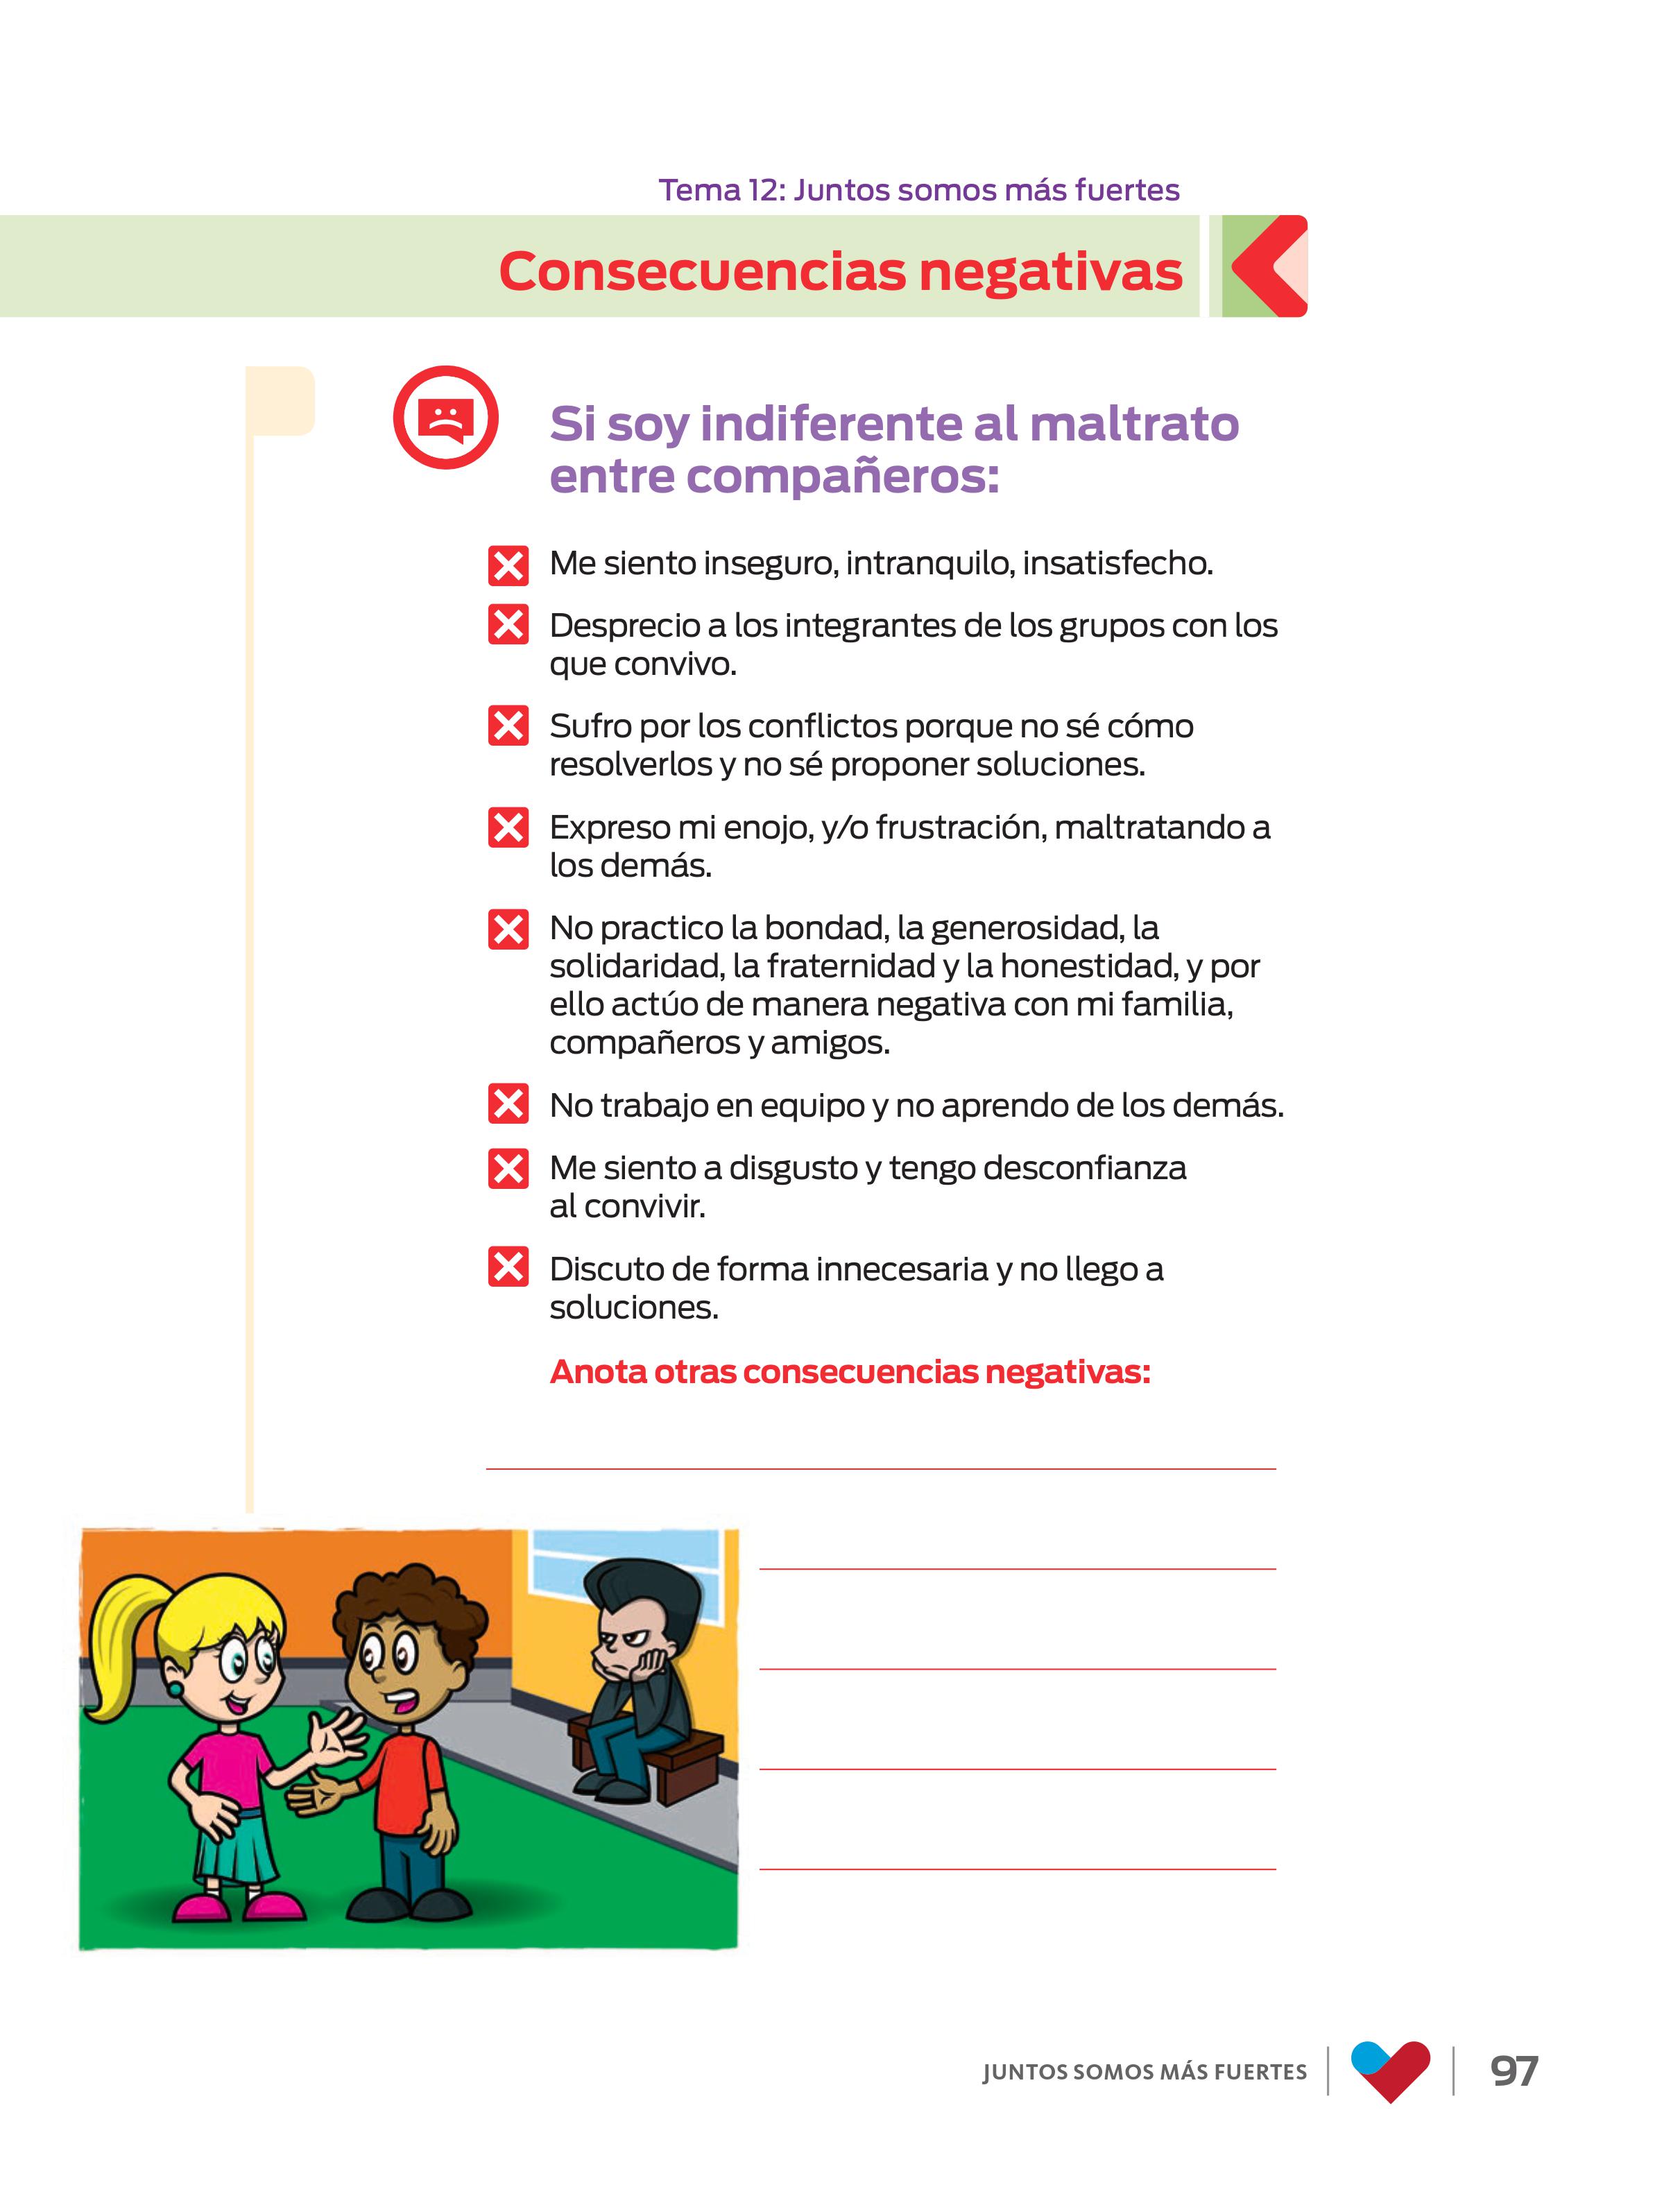 Tema 12: Juntos somos más fuertes
Consecuencias negativas
Si soy indiferente al maltrato
entre compañeros:
Me siento inseguro, intranquilo, insatisfecho.
Desprecio a los integrantes de los grupos con los
que convivo.
Sufro por los conflictos porque no sé cómo
resolverlos y no sé proponer soluciones.
Expreso mi enojo, y/o frustración, maltratando a
los demás.
No practico la bondad, la generosidad, la
solidaridad, la fraternidad y la honestidad, y por
ello actúo de manera negativa con mi familia,
compañeros y amigos.
No trabajo en equipo y no aprendo de los demás.
Me siento a disgusto y tengo desconfianza
al convivir.
Discuto de forma innecesaria y no llego a
soluciones.
Anota otras consecuencias negativas:
JUNTOS SOMOS MÁS FUERTES
97